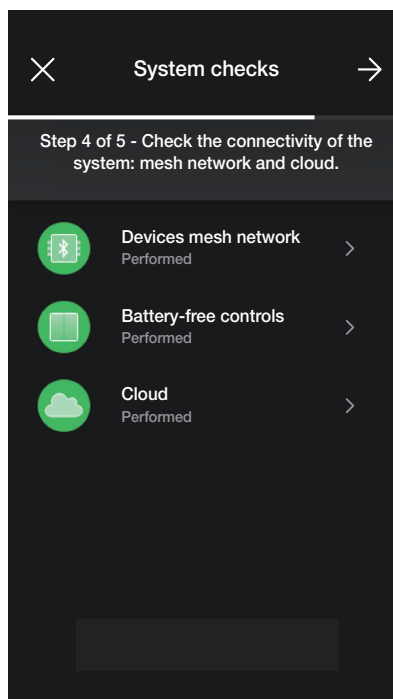 System checks
Step 4 of 5 - Check the connectivity of the
system: mesh network and cloud.
Devices mesh network
Performed
Battery-free controls
Performed
Cloud
Performed